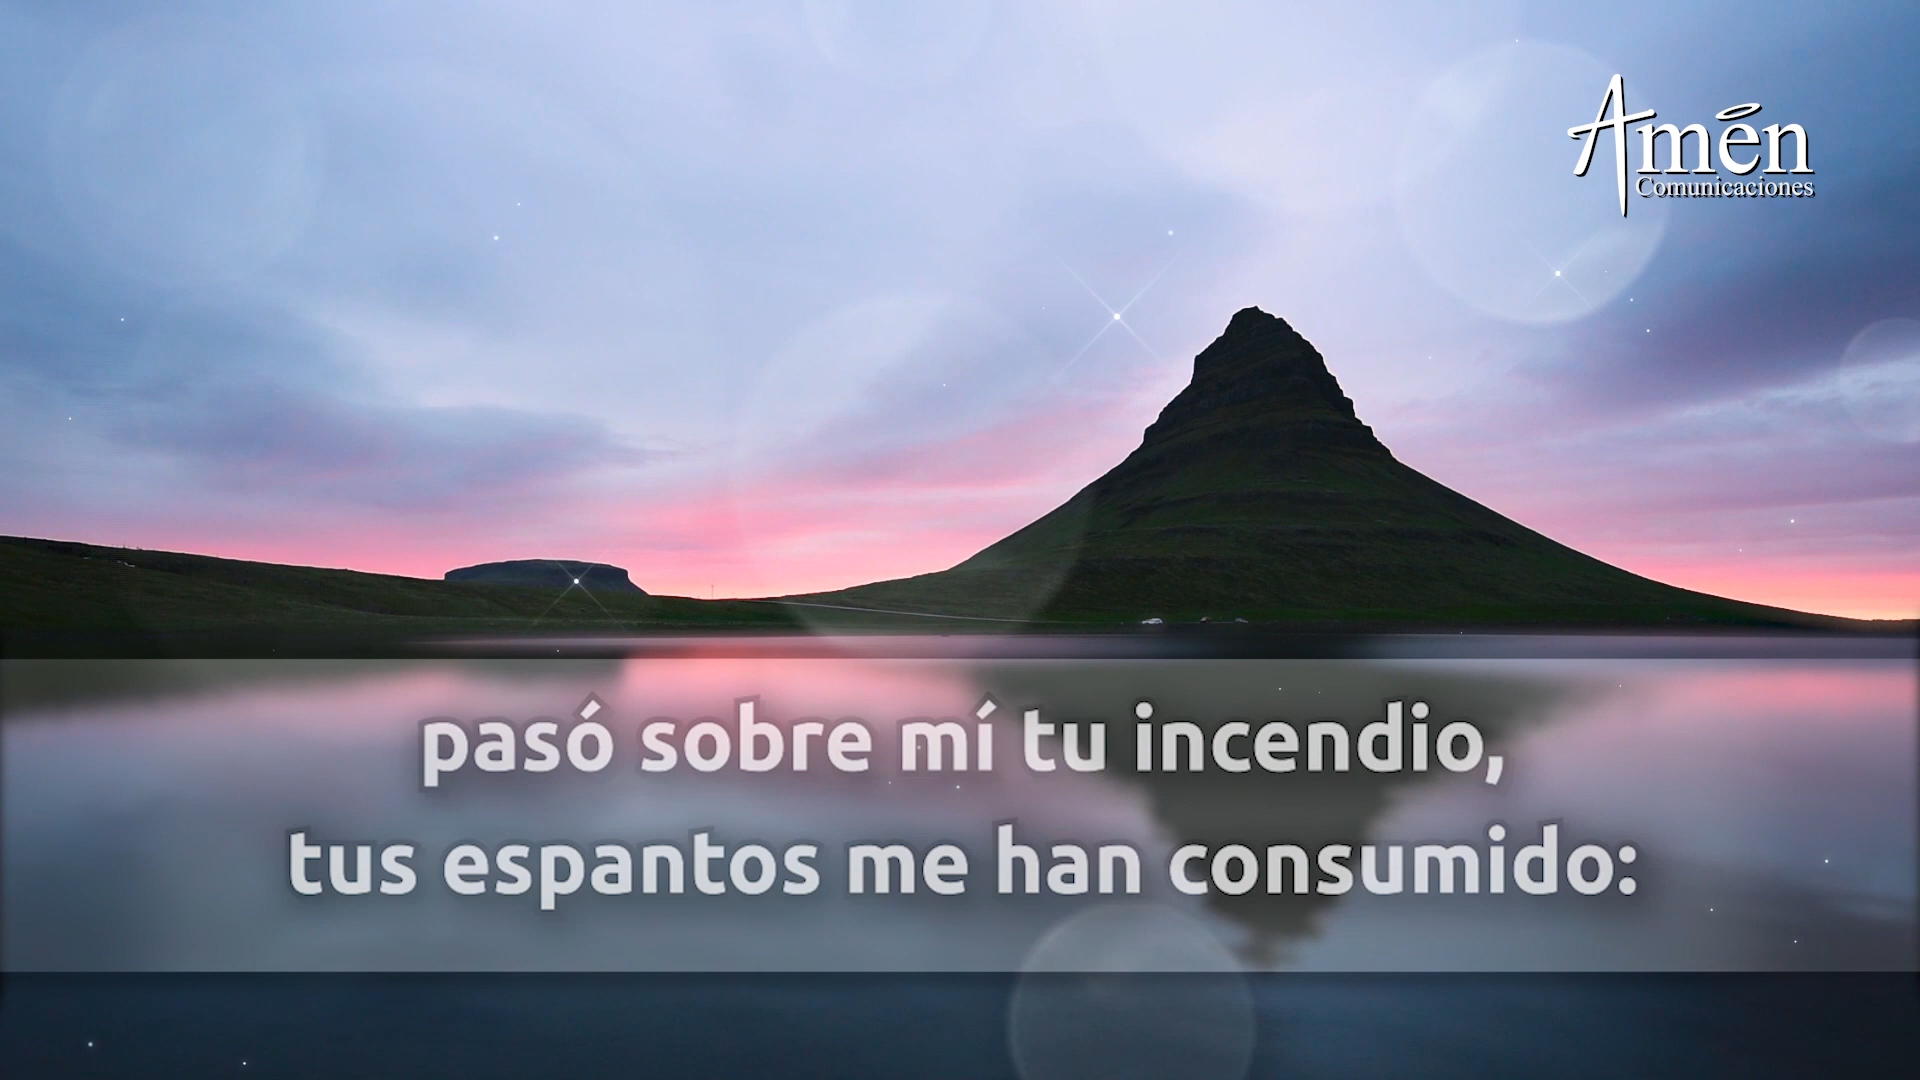 Amén
Comunicaciones
pasó sobre mí tu incendio,
tus espantos me han consumido: